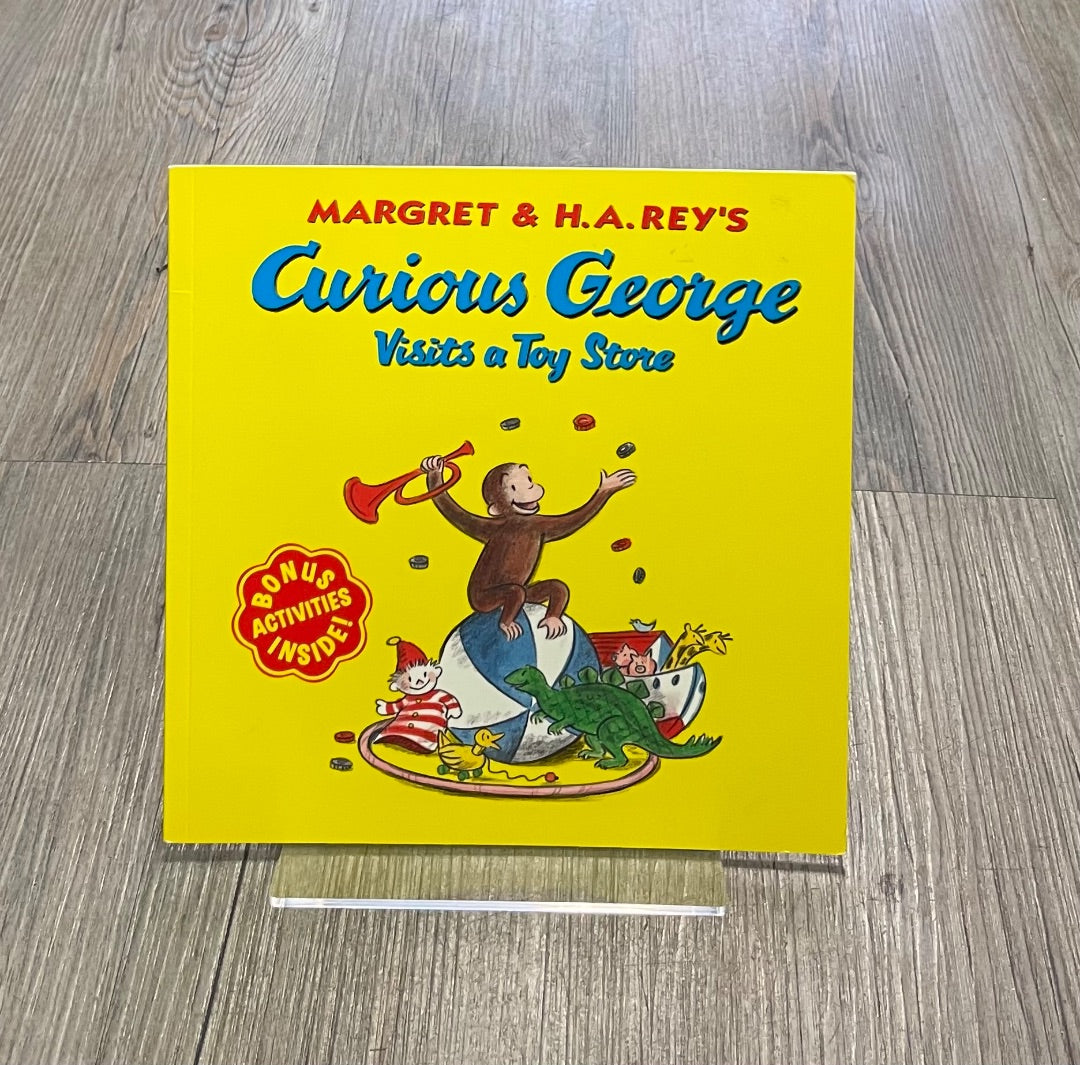 MARGRET & H.A.REY'S
Curious George
Visits a Toy Store
BONUS
ACTIVITIES
INSIDE!